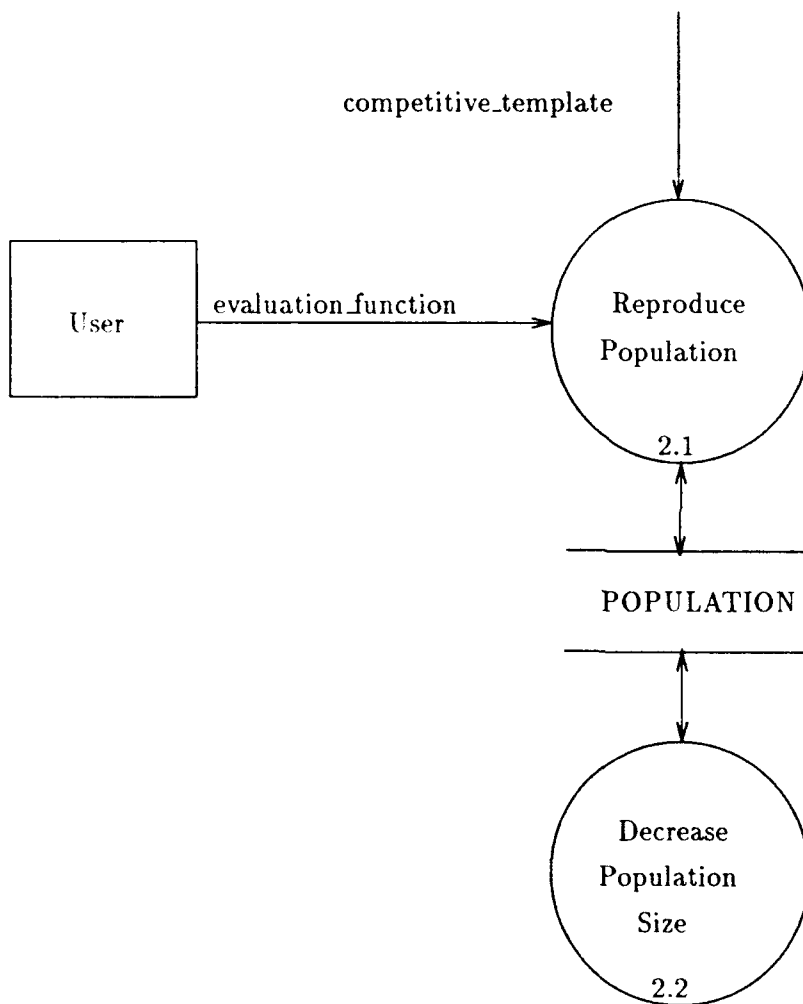 competitive_template
User
evaluation_function
Reproduce
Population
2.1
POPULATION
Decrease
Population
Size
2.2